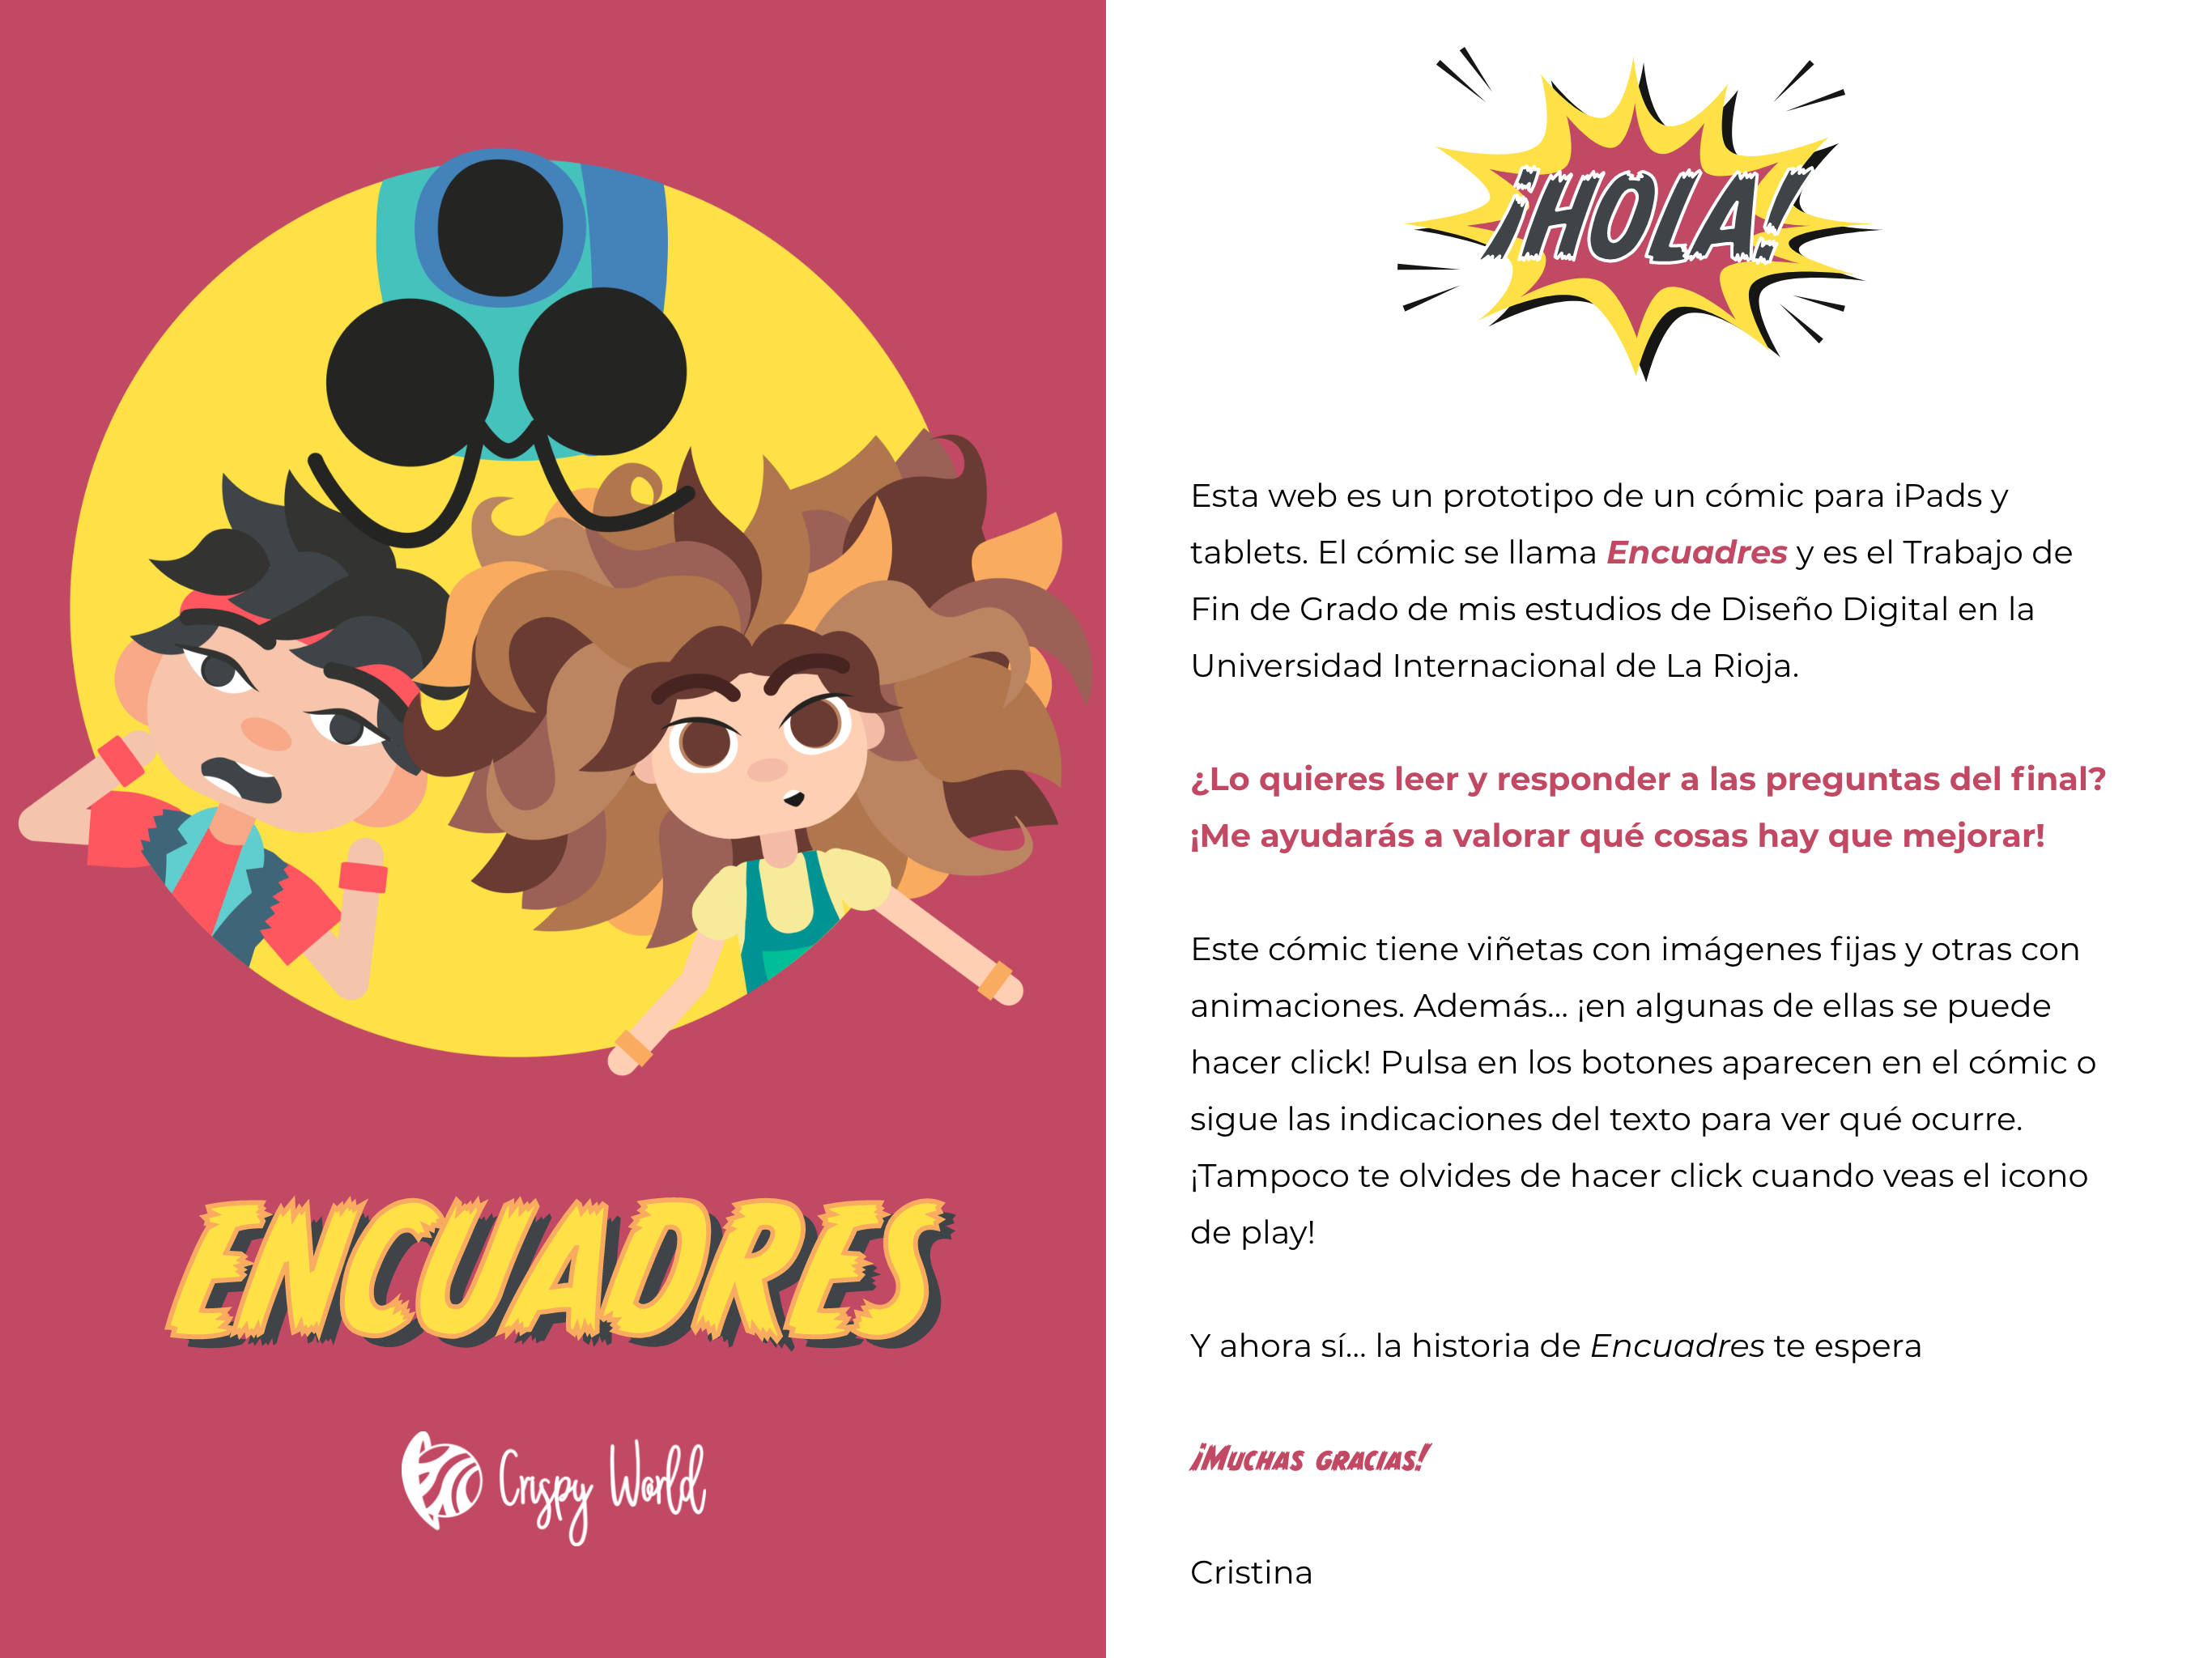 ENCUADRES
Crispy World
¡HOLA!
Esta web es un prototipo de un cómic para iPads y
tablets. El cómic se llama Encuadres y es el Trabajo de
Fin de Grado de mis estudios de Diseño Digital en la
Universidad Internacional de La Rioja.
¿Lo quieres leer y responder a las preguntas del final?
¡Me ayudarás a valorar qué cosas hay que mejorar!
Este cómic tiene viñetas con imágenes fijas y otras con
animaciones. Además... ¡en algunas de ellas se puede
hacer click! Pulsa en los botones aparecen en el cómic o
sigue las indicaciones del texto para ver qué ocurre.
¡Tampoco te olvides de hacer click cuando veas el icono
de play!
Y ahora sí... la historia de Encuadres te espera
¡Muchas gracias!
Cristina